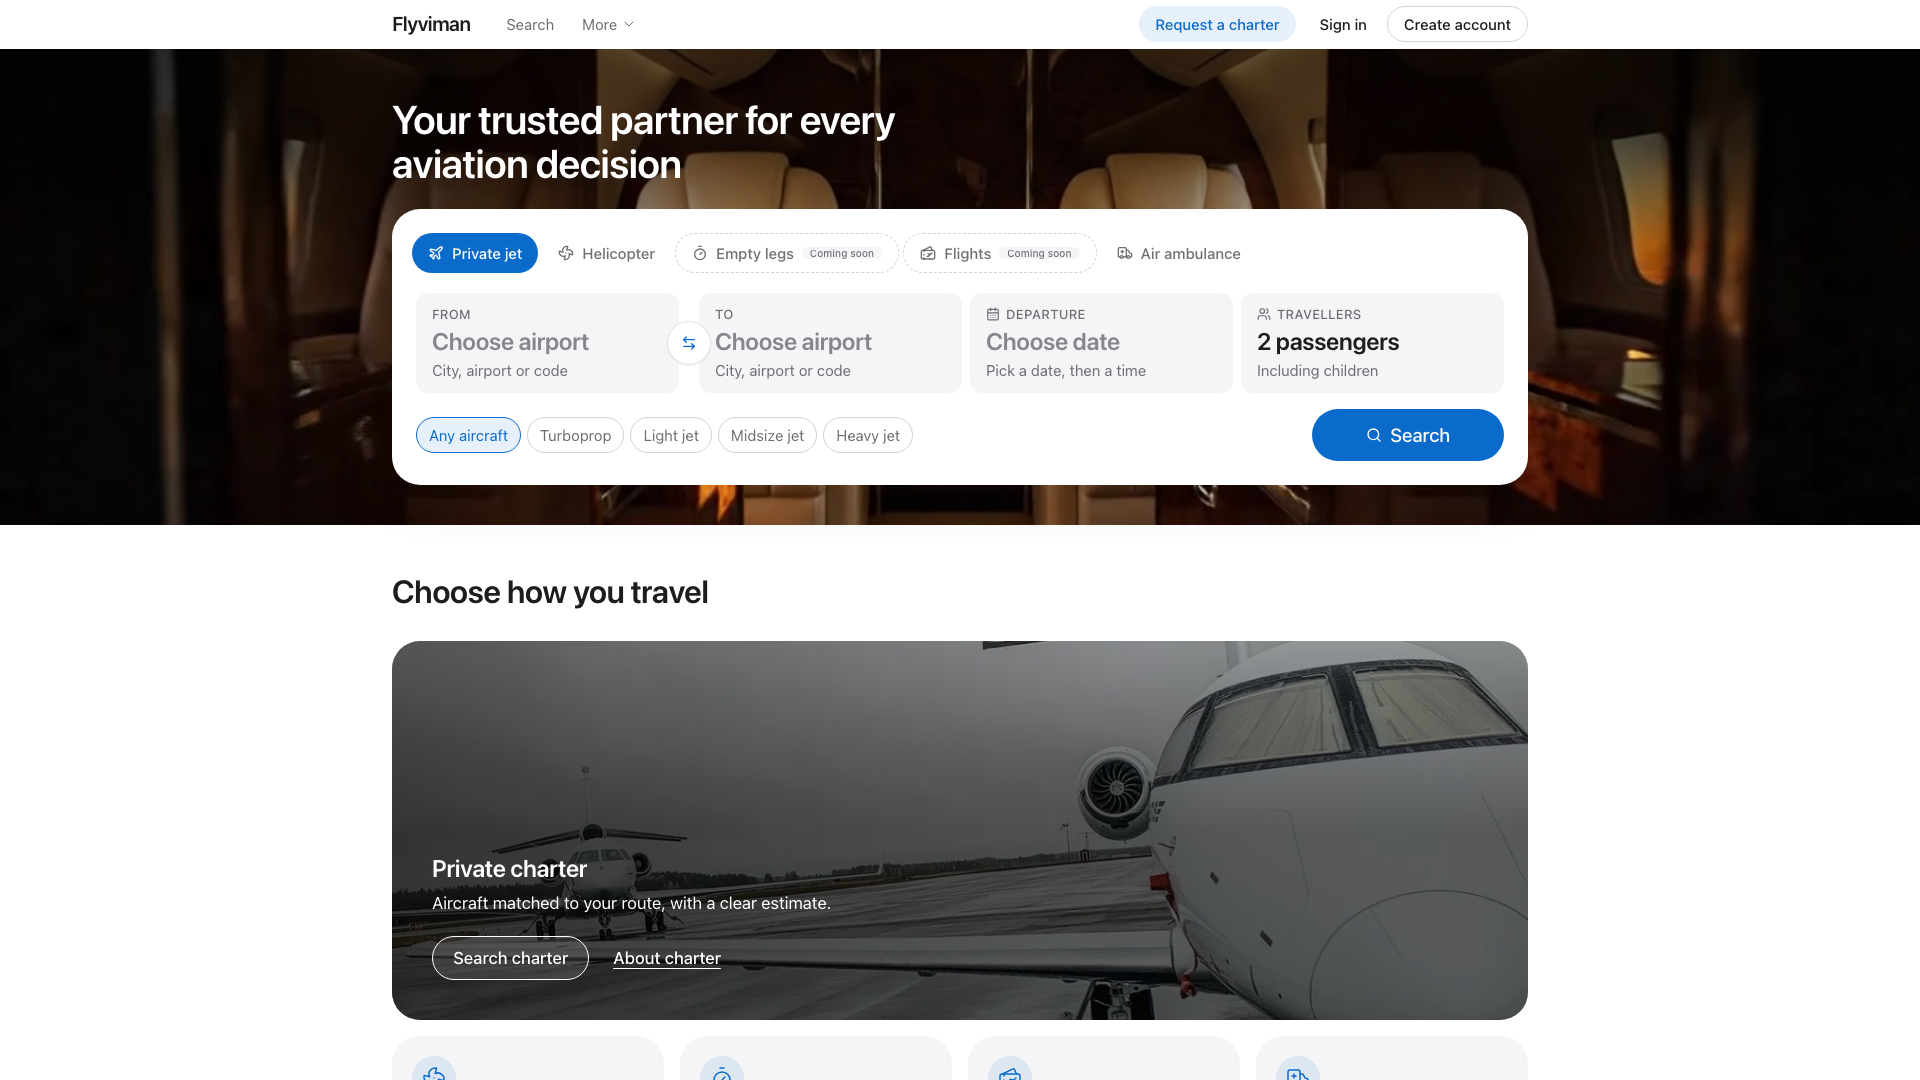 Flyviman
Search
More
Request a charter
Sign in
Create account
Your trusted partner for every
aviation decision
Private jet
Helicopter
Empty legs
Coming soon
Flights
Coming soon
Air ambulance
FROM
Choose airport
City, airport or code
TO
Choose airport
City, airport or code
DEPARTURE
Choose date
Pick a date, then a time
TRAVELLERS
2 passengers
Including children
Any aircraft
Turboprop
Light jet
Midsize jet
Heavy jet
Search
Choose how you travel
Private charter
Aircraft matched to your route, with a clear estimate.
Search charter
About charter